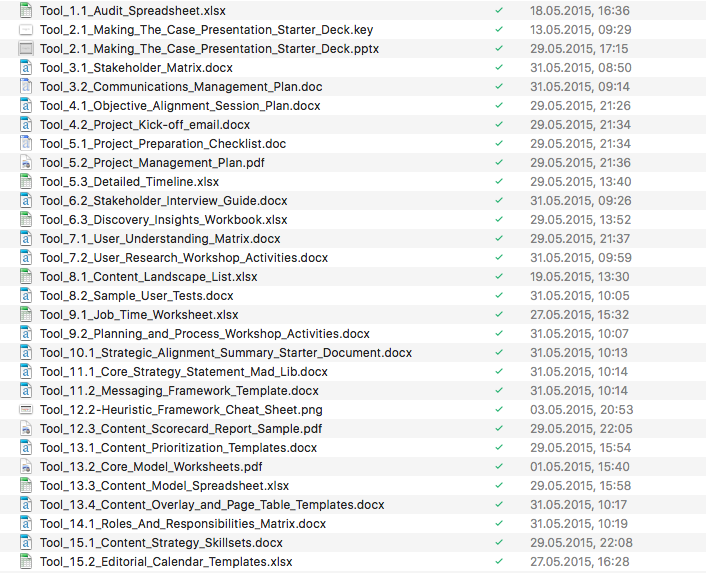 Tool_1.1_Audit_Spreadsheet.xlsx ✓ 18.05.2015, 16:36
Tool_2.1_Making_The_Case_Presentation_Starter_Deck.key ✓ 13.05.2015, 09:29
Tool_2.1_Making_The_Case_Presentation_Starter_Deck.pptx ✓ 29.05.2015, 17:15
Tool_3.1_Stakeholder_Matrix.docx ✓ 31.05.2015, 08:50
Tool_3.2_Communications_Management_Plan.doc ✓ 31.05.2015, 09:14
Tool_4.1_Objective_Alignment_Session_Plan.docx ✓ 29.05.2015, 21:26
Tool_4.2_Project_Kick-off_email.docx ✓ 29.05.2015, 21:34
Tool_5.1_Project_Preparation_Checklist.doc ✓ 29.05.2015, 21:34
Tool_5.2_Project_Management_Plan.pdf ✓ 29.05.2015, 21:36
Tool_5.3_Detailed_Timeline.xlsx ✓ 29.05.2015, 13:40
Tool_6.2_Stakeholder_Interview_Guide.docx ✓ 31.05.2015, 09:26
Tool_6.3_Discovery_Insights_Workbook.xlsx ✓ 29.05.2015, 13:52
Tool_7.1_User_Understanding_Matrix.docx ✓ 29.05.2015, 21:37
Tool_7.2_User_Research_Workshop_Activities.docx ✓ 31.05.2015, 09:59
Tool_8.1_Content_Landscape_List.xlsx ✓ 19.05.2015, 13:30
Tool_8.2_Sample_User_Tests.docx ✓ 31.05.2015, 10:05
Tool_9.1_Job_Time_Worksheet.xlsx ✓ 27.05.2015, 15:32
Tool_9.2_Planning_and_Process_Workshop_Activities.docx ✓ 31.05.2015, 10:07
Tool_10.1_Strategic_Alignment_Summary_Starter_Document.docx ✓ 31.05.2015, 10:13
Tool_11.1_Core_Strategy_Statement_Mad_Lib.docx ✓ 31.05.2015, 10:14
Tool_11.2_Messaging_Framework_Template.docx ✓ 31.05.2015, 10:14
Tool_12.2-Heuristic_Framework_Cheat_Sheet.png ✓ 03.05.2015, 20:53
Tool_12.3_Content_Scorecard_Report_Sample.pdf ✓ 29.05.2015, 22:05
Tool_13.1_Content_Prioritization_Templates.docx ✓ 29.05.2015, 15:54
Tool_13.2_Core_Model_Worksheets.pdf ✓ 01.05.2015, 15:40
Tool_13.3_Content_Model_Spreadsheet.xlsx ✓ 29.05.2015, 15:58
Tool_13.4_Content_Overlay_and_Page_Table_Templates.docx ✓ 31.05.2015, 10:17
Tool_14.1_Roles_And_Responsibilities_Matrix.docx ✓ 31.05.2015, 10:19
Tool_15.1_Content_Strategy_Skillsets.docx ✓ 29.05.2015, 22:08
Tool_15.2_Editorial_Calendar_Templates.xlsx ✓ 27.05.2015, 16:28